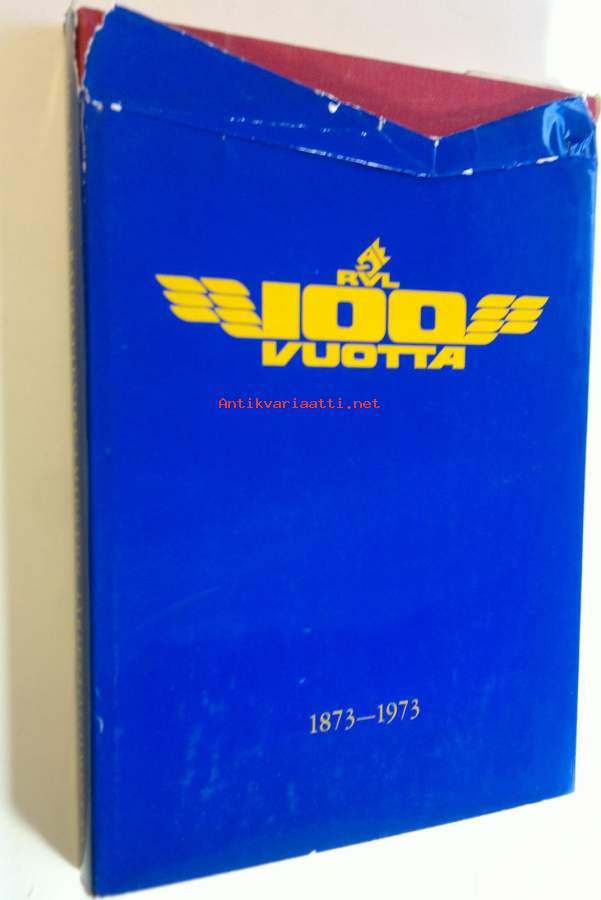 RVL
100
VUOTTA
Antikvariaatti.net
1873—1973